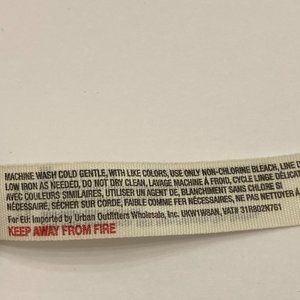 MACHINE WASH COLD GENTLE, WITH LIKE COLORS, USE ONLY NON-CHLORINE BLEACH, LINE D
LOW IRON AS NEEDED, DO NOT DRY CLEAN, LAVAGE MACHINE À FROID, CYCLE LINGE DÉLICAT
AVEC COULEURS SIMILAIRES, UTILISER UN AGENT DE, BLANCHIMENT SANS CHLORE SI
NÉCESSAIRE, SÉCHER SUR CORDE, FAIBLE COMME FER NÉCESSAIRES, NE PAS NETTOYER À
For EU: Imported by Urban Outfitters Wholesale, Inc. UKW1W8AN, VAT# 31R802N761
KEEP AWAY FROM FIRE